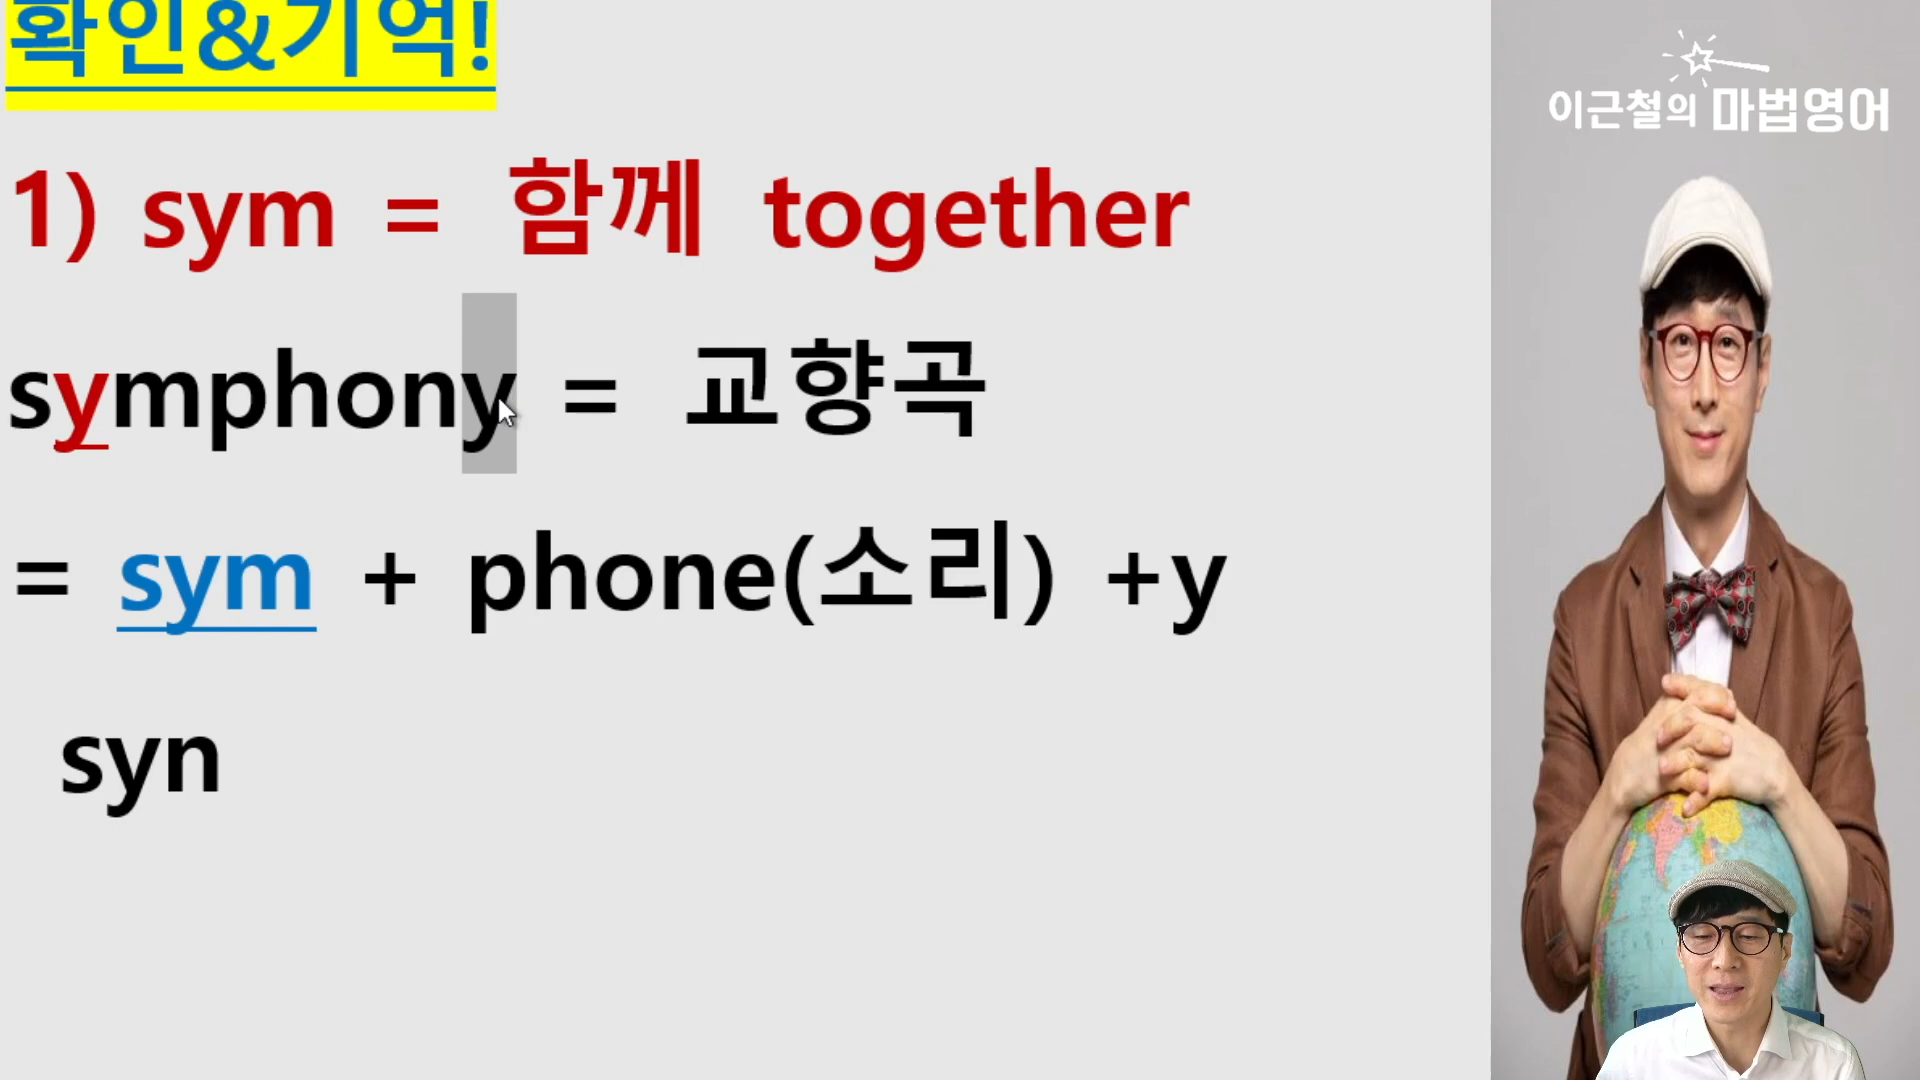 확인&기억!
1) sym = 함께 together
symphony = 교향곡
= sym + phone(소리) +y
syn
이근철의 마법영어